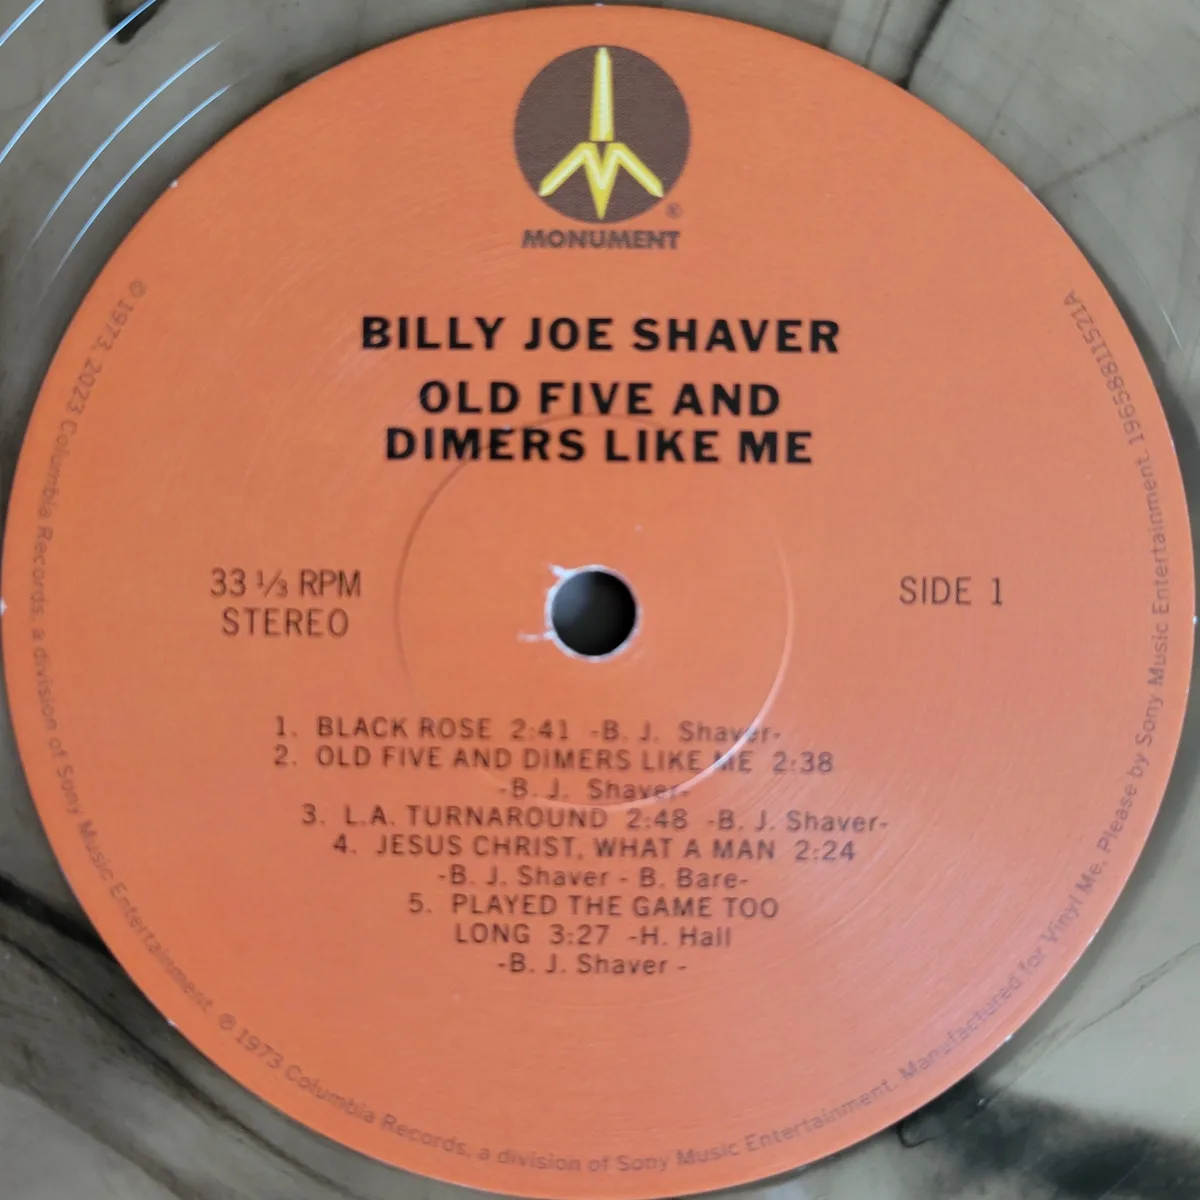 ®
MONUMENT
BILLY JOE SHAVER
OLD FIVE AND
DIMERS LIKE ME
33 ⅓ RPM
STEREO
SIDE 1
1. BLACK ROSE 2:41 -B. J. Shaver-
2. OLD FIVE AND DIMERS LIKE ME 2:38
-B. J. Shaver-
3. L.A. TURNAROUND 2:48 -B. J. Shaver-
4. JESUS CHRIST, WHAT A MAN 2:24
-B. J. Shaver - B. Bare-
5. PLAYED THE GAME TOO
LONG 3:27 -H. Hall
-B. J. Shaver -
℗ 1973, 2023 Columbia Records, a division of Sony Music Entertainment. © 1973 Columbia Records, a division of Sony Music Entertainment. Manufactured for Vinyl Me, Please by Sony Music Entertainment. 19658811521A